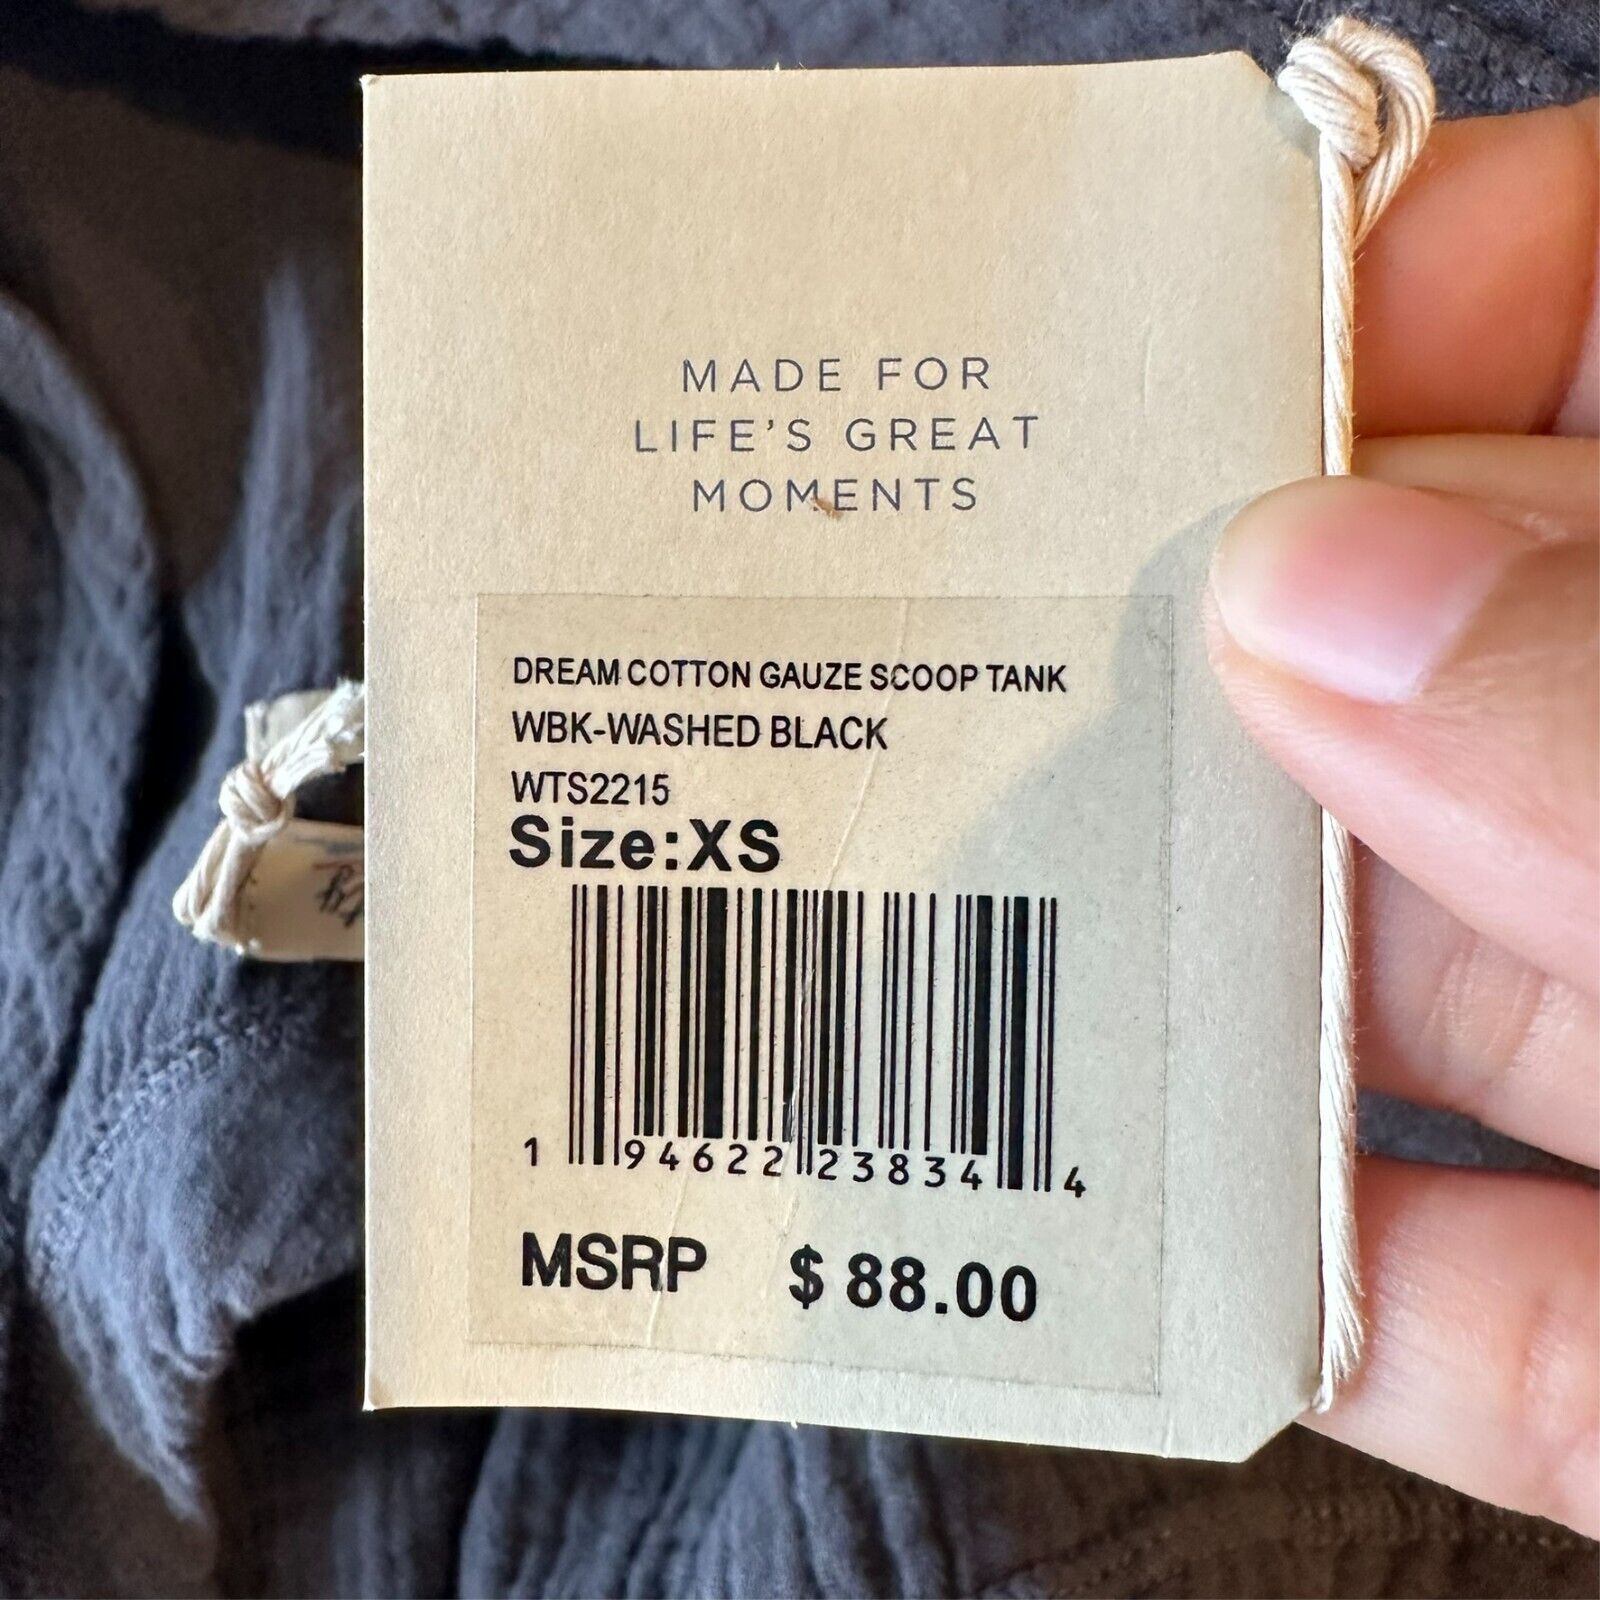 MADE FOR
LIFE'S GREAT
MOMENTS
DREAM COTTON GAUZE SCOOP TANK
WBK-WASHED BLACK
WTS2215
Size:XS
1 94622 23834 4
MSRP $ 88.00